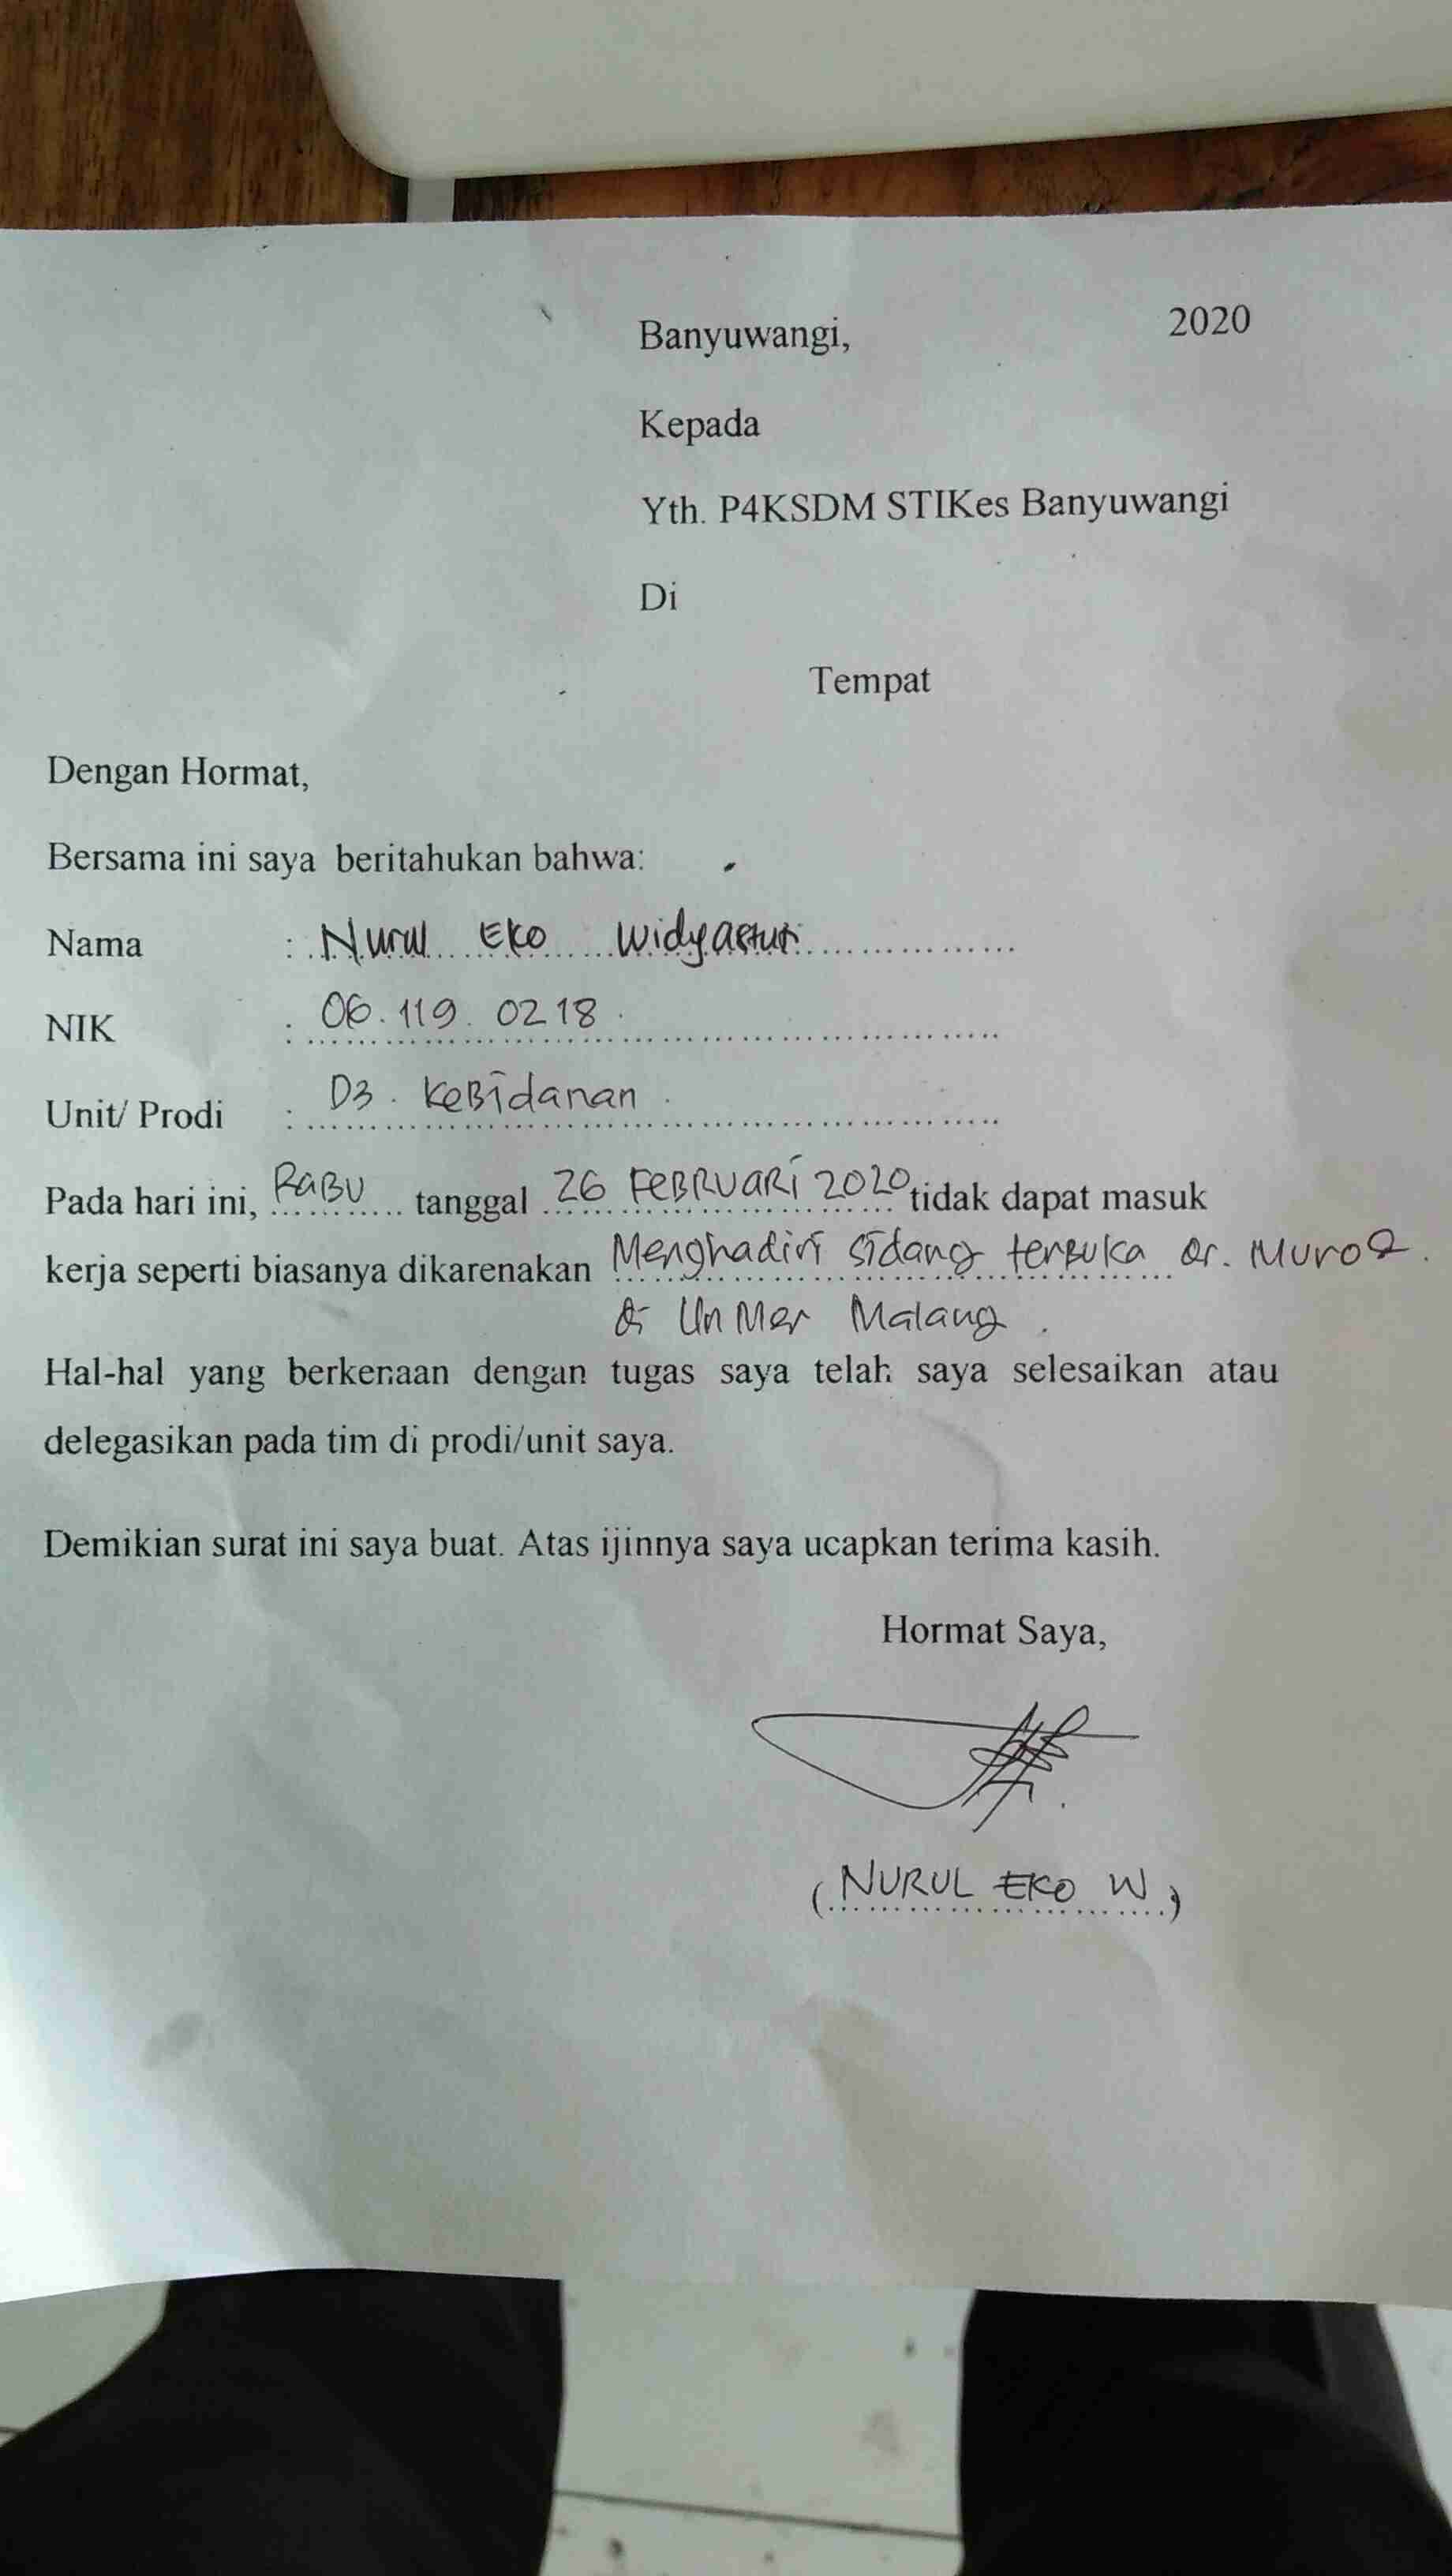 Banyuwangi, 2020
Kepada
Yth. P4KSDM STIKes Banyuwangi
Di
Tempat
Dengan Hormat,
Bersama ini saya beritahukan bahwa:
Nama : Nurul Eko Widyastuti
NIK : 06.119.0218.
Unit/ Prodi : D3. Kebidanan.
Pada hari ini, Rabu tanggal 26 Februari 2020 tidak dapat masuk
kerja seperti biasanya dikarenakan Menghadiri sidang terbuka
di UnMer Malang.
Hal-hal yang berkenaan dengan tugas saya telah saya selesaikan atau
delegasikan pada tim di prodi/unit saya.
Demikian surat ini saya buat. Atas ijinnya saya ucapkan terima kasih.
Hormat Saya,
(NURUL EKO W)